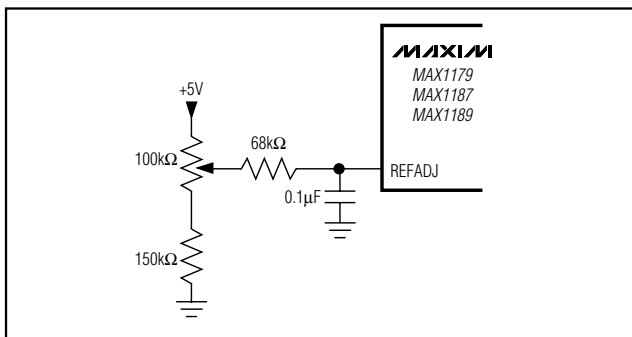 MAXIM
MAX1179
MAX1187
MAX1189
+5V
68kΩ
100kΩ
REFADJ
0.1µF
150kΩ